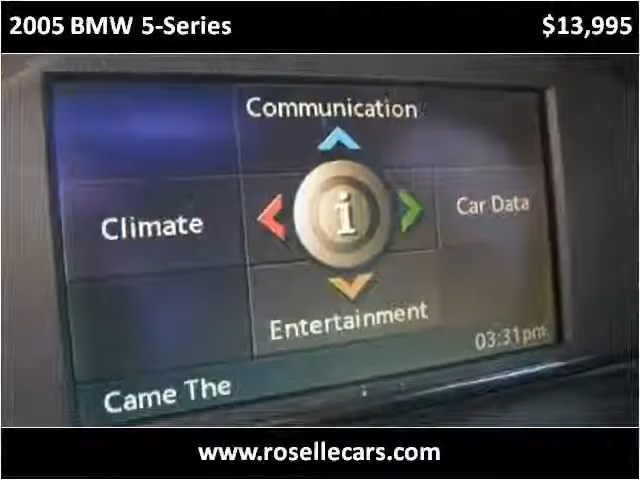 2005 BMW 5-Series $13,995
Communication
Climate
i
Car Data
Entertainment
03:31pm
Came The
www.rosellecars.com